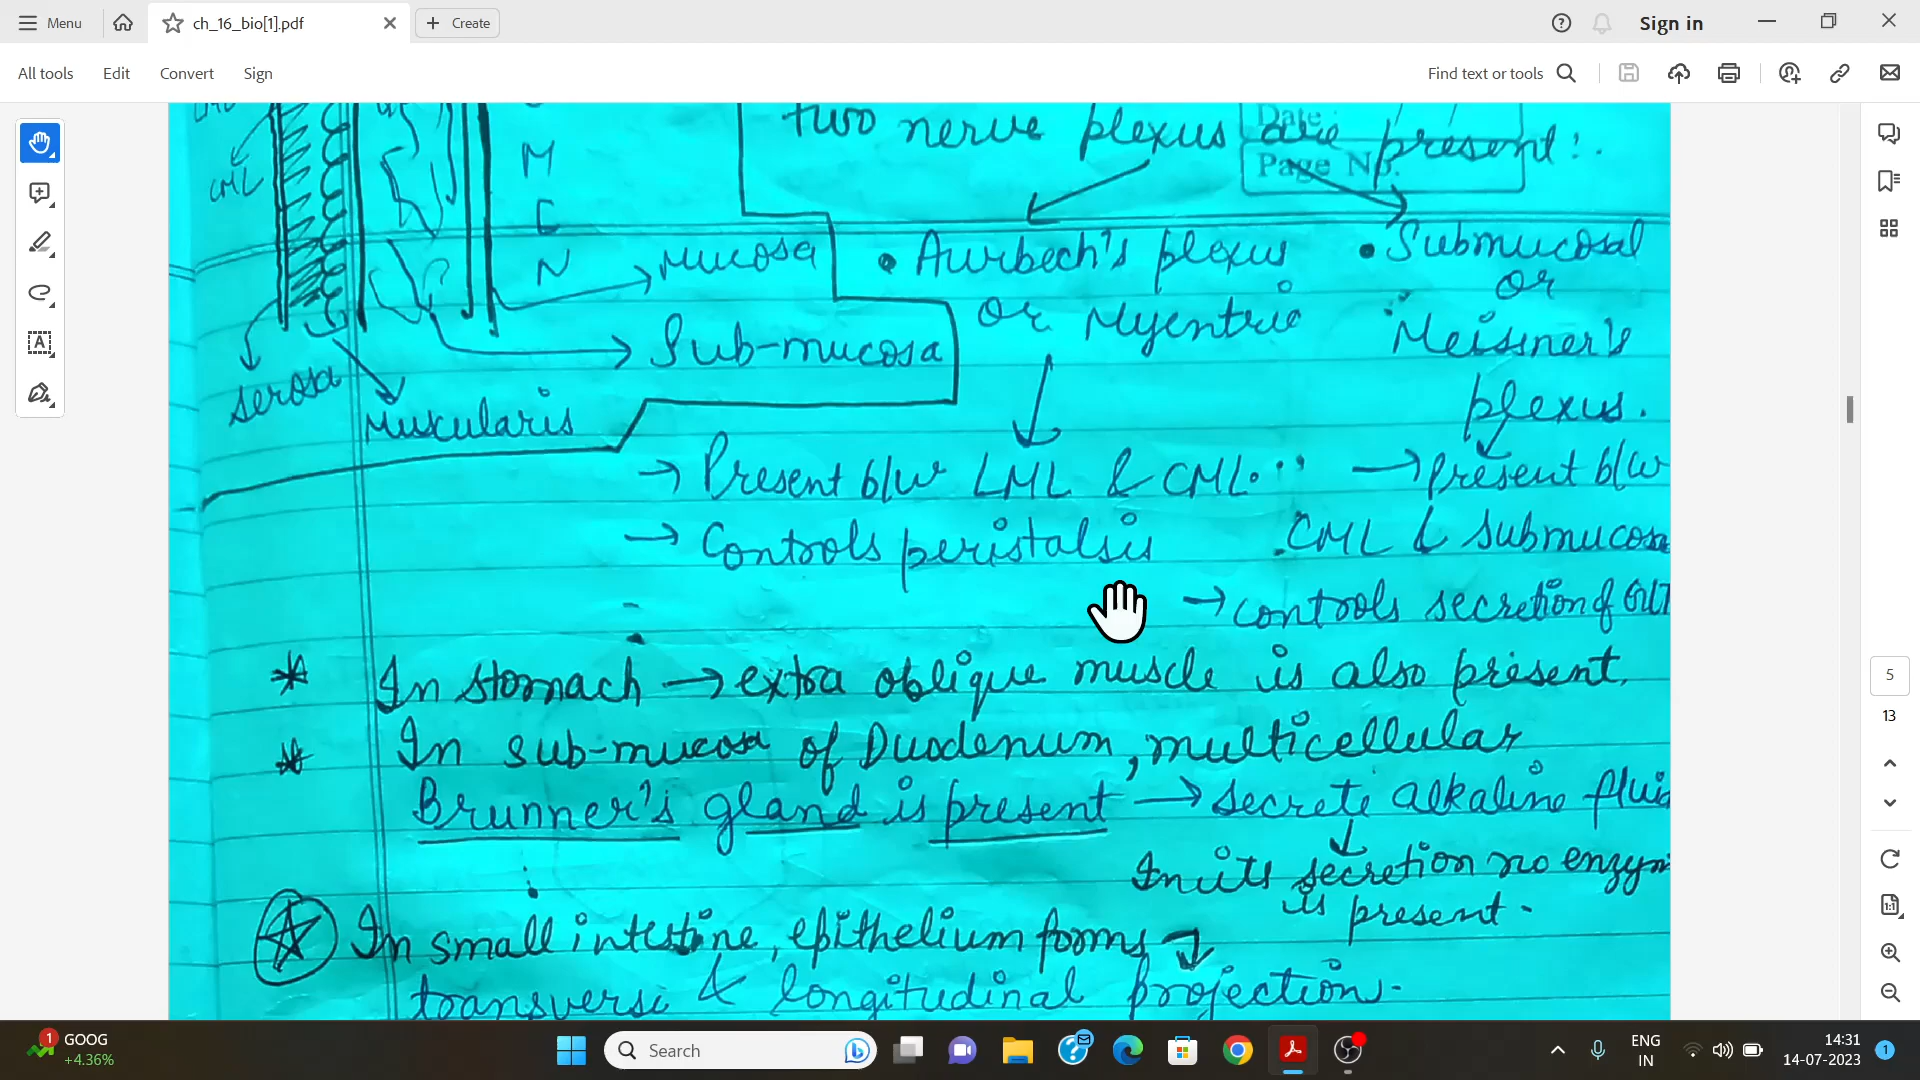 Menu
ch_16_bio[1].pdf
Create
Sign in
All tools
Edit
Convert
Sign
Find text or tools
Date
Page No.
two nerve plexus are present :-
CML
M
E
N
Mucosa
Sub-mucosa
Serosa
Muscularis
• Aurbech's plexus
or Myentric
• Submucosal
or
Meissner's
plexus.
→ Present b/w LML & CML.
→ Controls peristalsis
→ Present b/w
CML & submucosa
→ controls secretion of GIT
* In stomach → extra oblique muscle is also present.
* In sub-mucosa of Duodenum, multicellular
Brunner's gland is present → secrete alkaline fluid
In its secretion no enzym
is present.
In small intestine, epithelium forms
transverse & longitudinal projection.
5
13
1
GOOG
+4.36%
Search
ENG
IN
14:31
14-07-2023
1